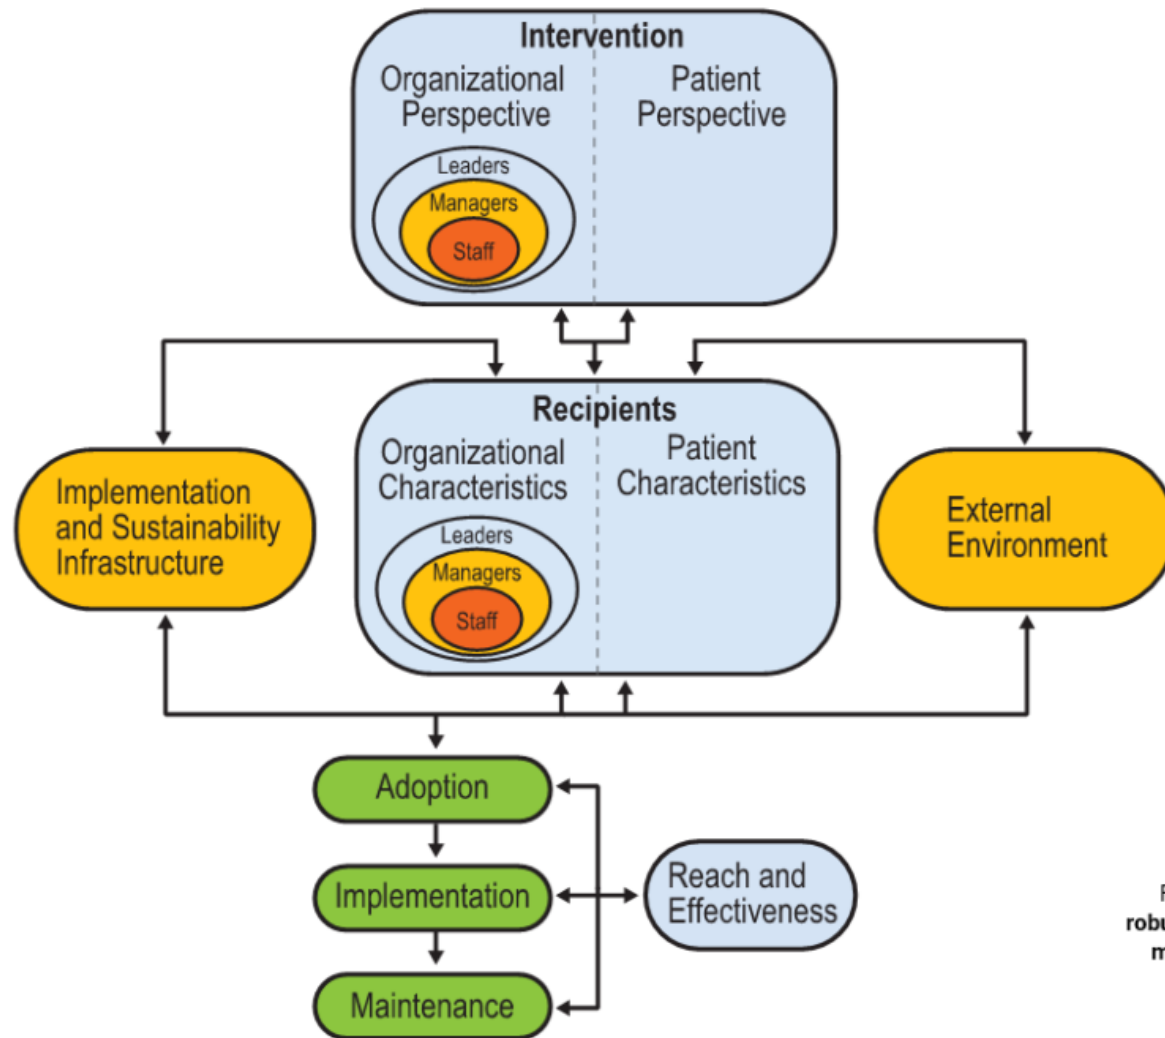 Intervention
Organizational
Perspective
Patient
Perspective
Leaders
Managers
Staff
Recipients
Organizational
Characteristics
Patient
Characteristics
Leaders
Managers
Staff
Implementation
and Sustainability
Infrastructure
External
Environment
Adoption
Implementation
Maintenance
Reach and
Effectiveness